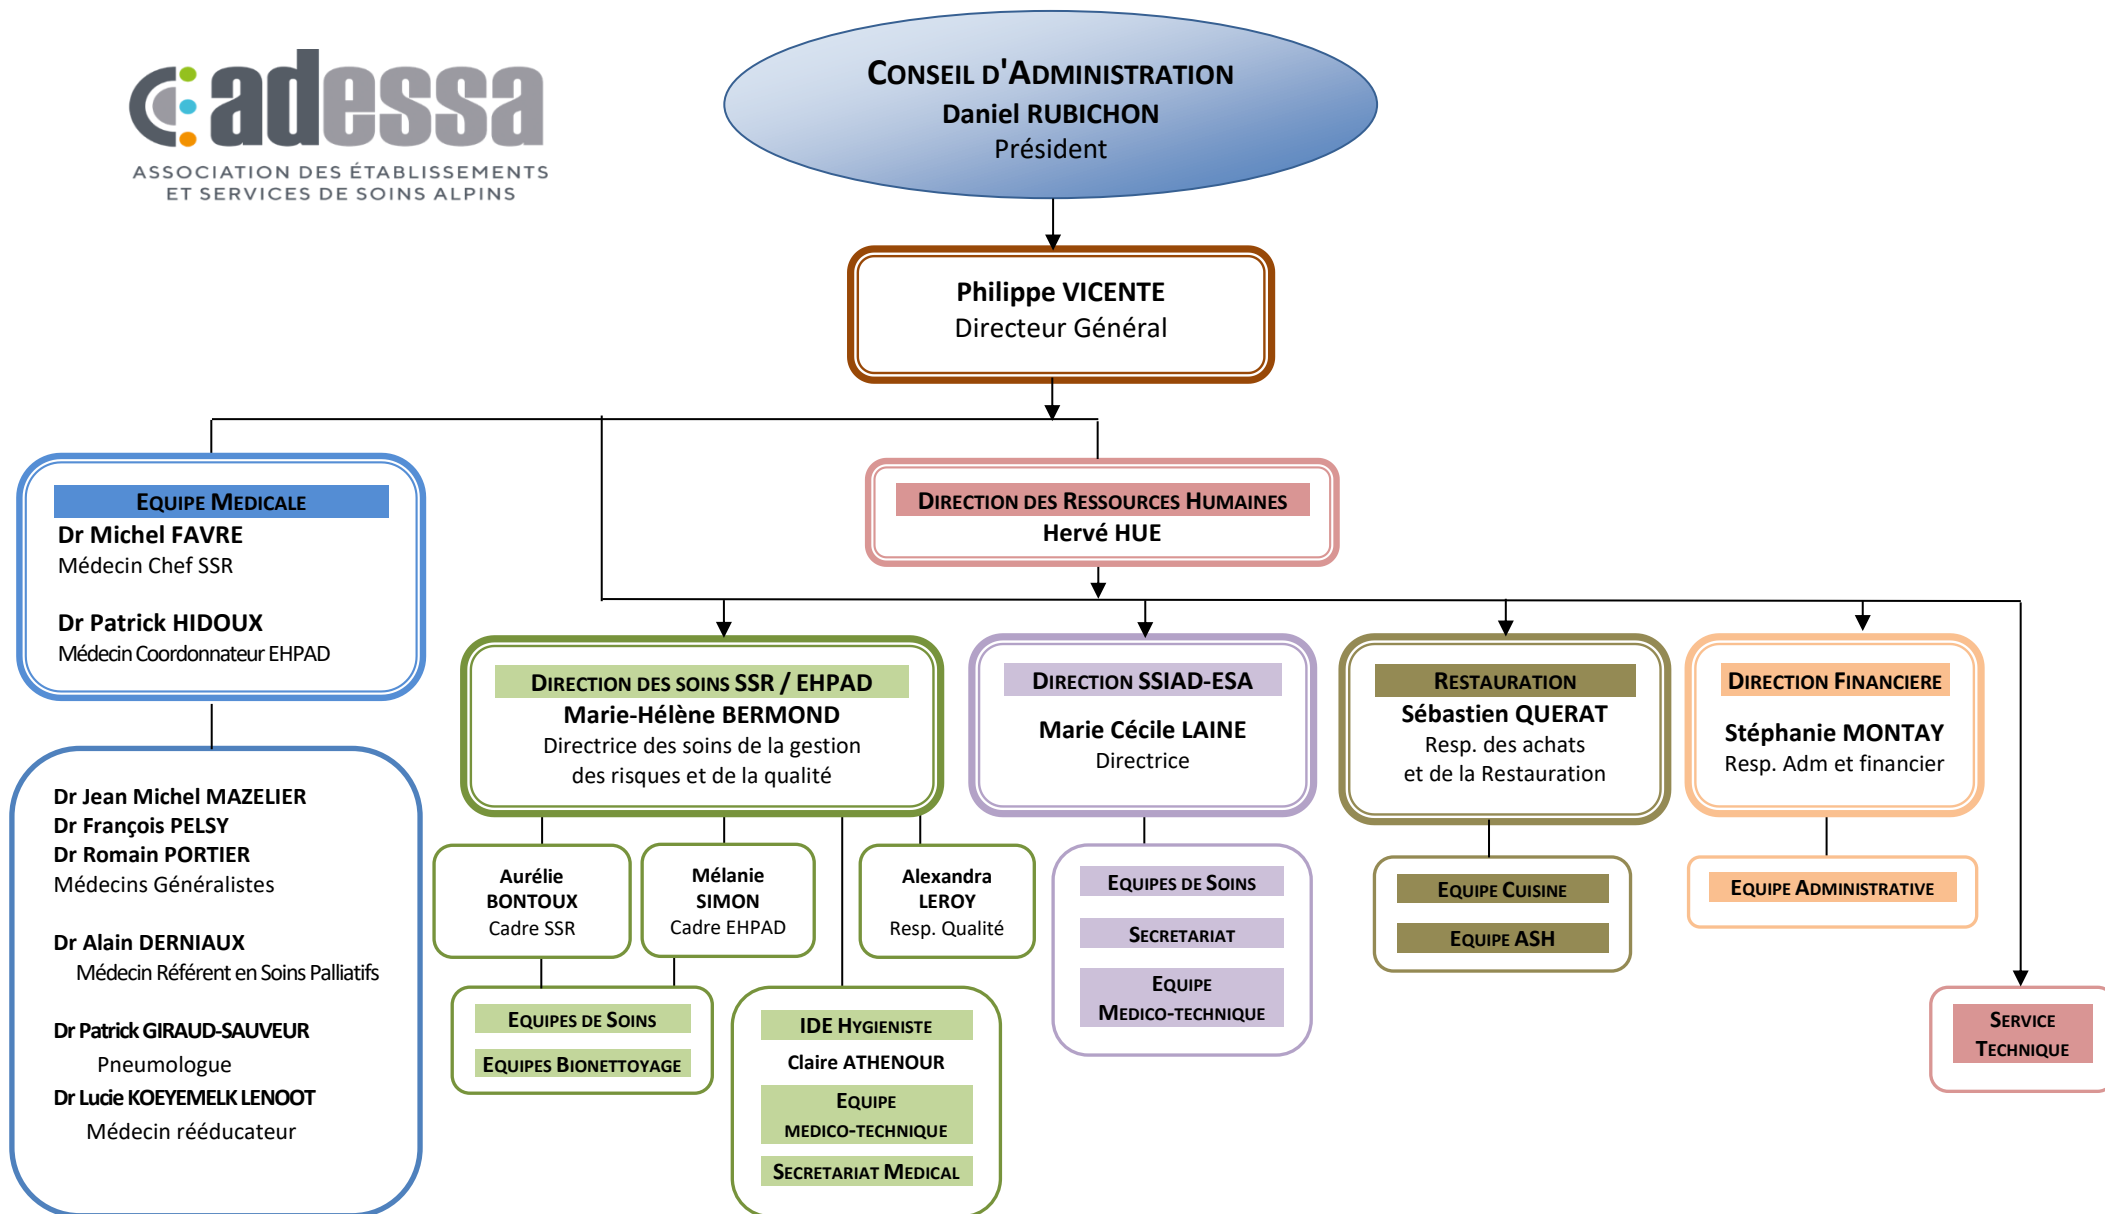 adessa
ASSOCIATION DES ÉTABLISSEMENTS
ET SERVICES DE SOINS ALPINS
CONSEIL D'ADMINISTRATION
Daniel RUBICHON
Président
Philippe VICENTE
Directeur Général
EQUIPE MEDICALE
Dr Michel FAVRE
Médecin Chef SSR
Dr Patrick HIDOUX
Médecin Coordonnateur EHPAD
DIRECTION DES RESSOURCES HUMAINES
Hervé HUE
Dr Jean Michel MAZELIER
Dr François PELSY
Dr Romain PORTIER
Médecins Généralistes
Dr Alain DERNIAUX
Médecin Référent en Soins Palliatifs
Dr Patrick GIRAUD-SAUVEUR
Pneumologue
Dr Lucie KOEYEMELK LENOOT
Médecin rééducateur
DIRECTION DES SOINS SSR / EHPAD
Marie-Hélène BERMOND
Directrice des soins de la gestion
des risques et de la qualité
Aurélie
BONTOUX
Cadre SSR
Mélanie
SIMON
Cadre EHPAD
Alexandra
LEROY
Resp. Qualité
EQUIPES DE SOINS
EQUIPES BIONETTOYAGE
IDE HYGIENISTE
Claire ATHENOUR
EQUIPE
MEDICO-TECHNIQUE
SECRETARIAT MEDICAL
DIRECTION SSIAD-ESA
Marie Cécile LAINE
Directrice
EQUIPES DE SOINS
SECRETARIAT
EQUIPE
MEDICO-TECHNIQUE
RESTAURATION
Sébastien QUERAT
Resp. des achats
et de la Restauration
EQUIPE CUISINE
EQUIPE ASH
DIRECTION FINANCIERE
Stéphanie MONTAY
Resp. Adm et financier
EQUIPE ADMINISTRATIVE
SERVICE
TECHNIQUE